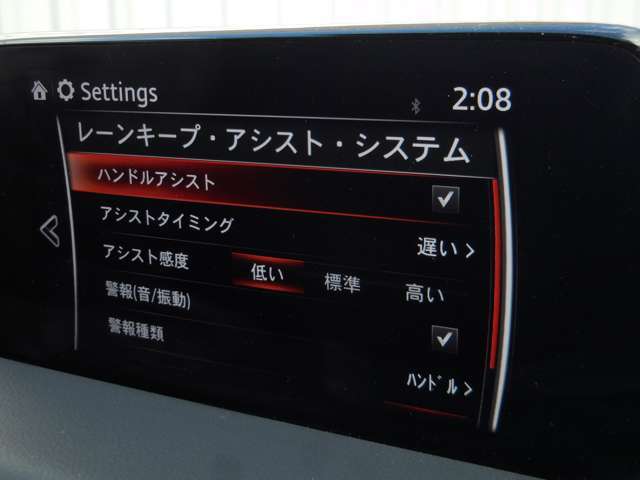 Settings
2:08
レーンキープ・アシスト・システム
ハンドルアシスト
アシストタイミング 遅い >
アシスト感度 低い 標準 高い
警報(音/振動)
警報種類 ﾊﾝﾄﾞﾙ >